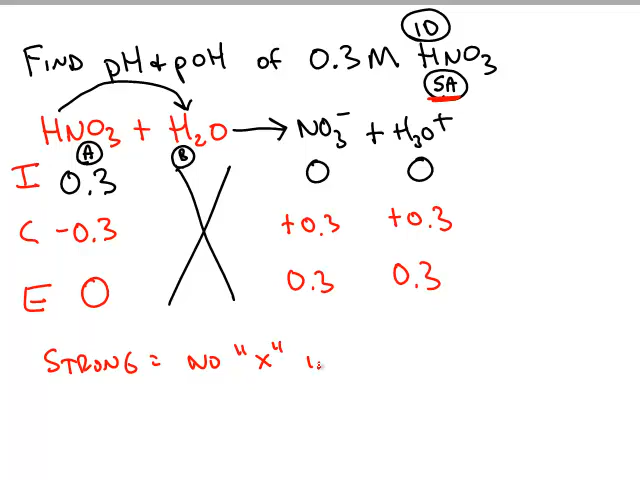 ID
FIND pH & pOH of 0.3M HNO₃
SA
HNO₃ + H₂O → NO₃⁻ + H₃O⁺
A B
I 0.3 0 0
C -0.3 +0.3 +0.3
E 0 0.3 0.3
STRONG = NO "X"